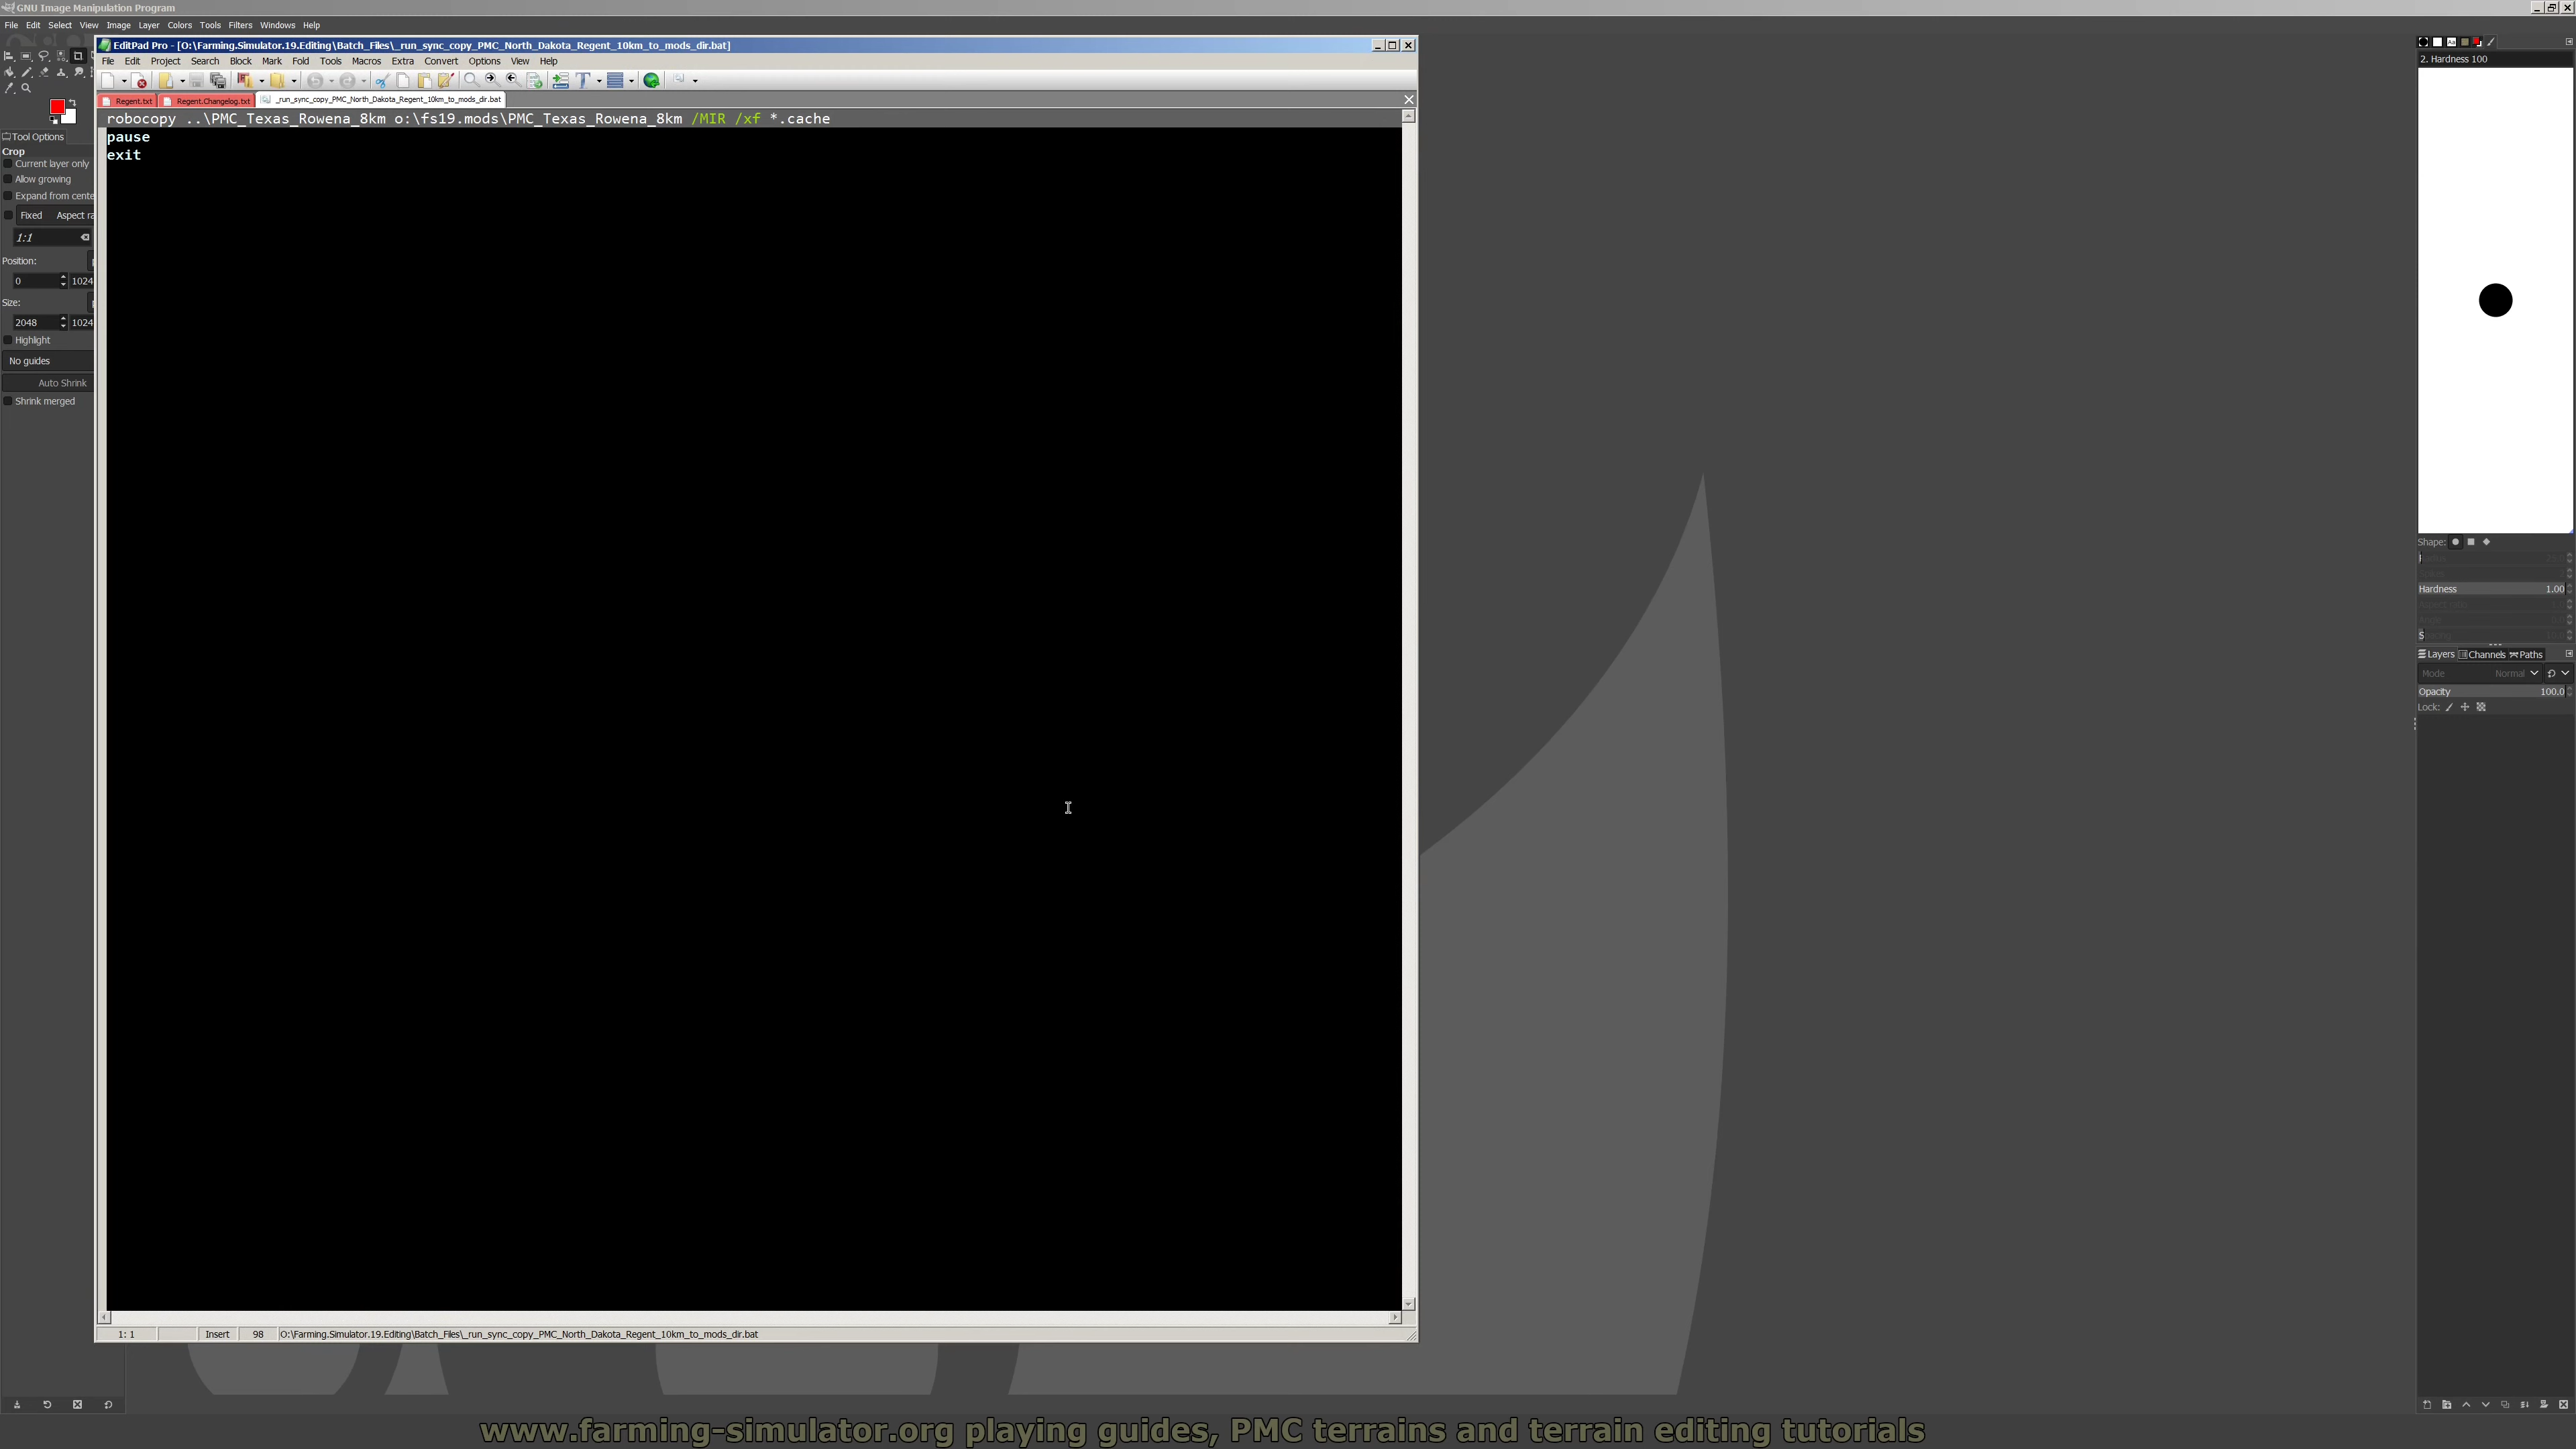 GNU Image Manipulation Program
File Edit Select View Image Layer Colors Tools Filters Windows Help
EditPad Pro - [O:\Farming.Simulator.19.Editing\Batch_Files\_run_sync_copy_PMC_North_Dakota_Regent_10km_to_mods_dir.bat]
File Edit Project Search Block Mark Fold Tools Macros Extra Convert Options View Help
Regent.txt Regent.Changelog.txt _run_sync_copy_PMC_North_Dakota_Regent_10km_to_mods_dir.bat
robocopy ..\PMC_Texas_Rowena_8km o:\fs19.mods\PMC_Texas_Rowena_8km /MIR /xf *.cache
pause
exit
1: 1 Insert 98 O:\Farming.Simulator.19.Editing\Batch_Files\_run_sync_copy_PMC_North_Dakota_Regent_10km_to_mods_dir.bat
Tool Options
Crop
Current layer only
Allow growing
Expand from cente
Fixed Aspect ra
1:1
Position:
0 1024
Size:
2048 1024
Highlight
No guides
Auto Shrink
Shrink merged
2. Hardness 100
Shape:
Hardness 1.00
Layers Channels Paths
Mode Normal
Opacity 100.0
Lock:
www.farming-simulator.org playing guides, PMC terrains and terrain editing tutorials